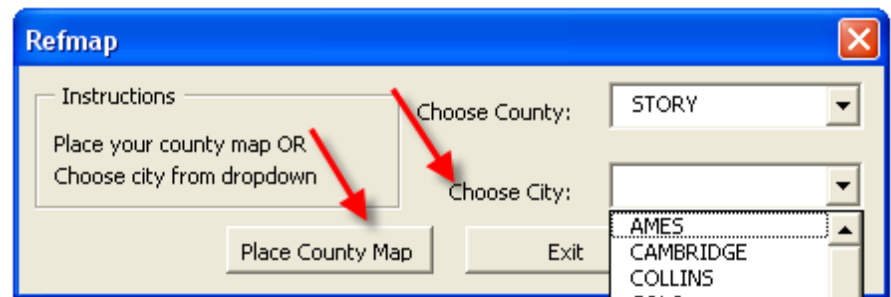 Refmap
Instructions
Choose County:
STORY
Place your county map OR
Choose city from dropdown
Choose City:
AMES
Place County Map
Exit
CAMBRIDGE
COLLINS